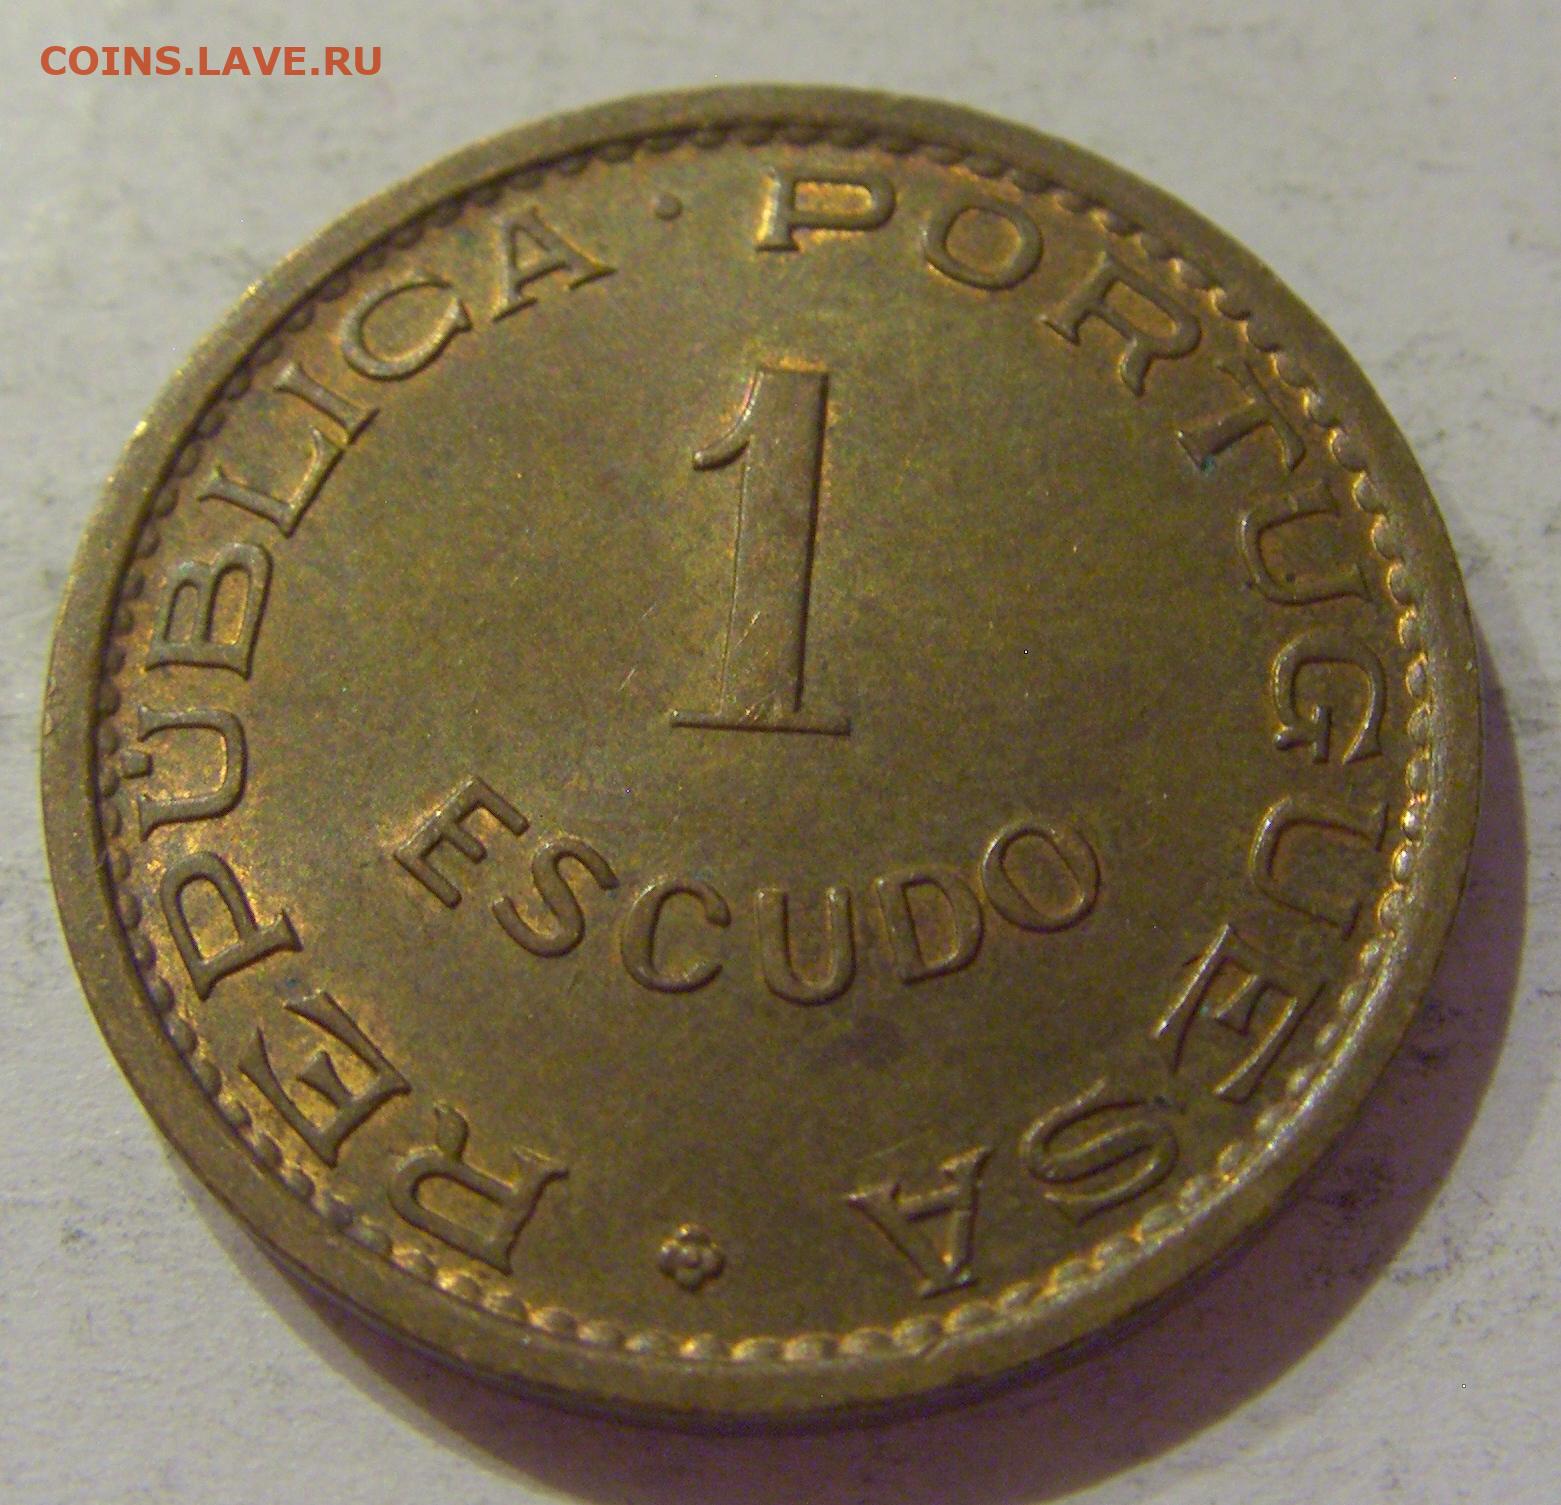 COINS.LAVE.RU
REPÚBLICA · PORTUGUESA
1
ESCUDO